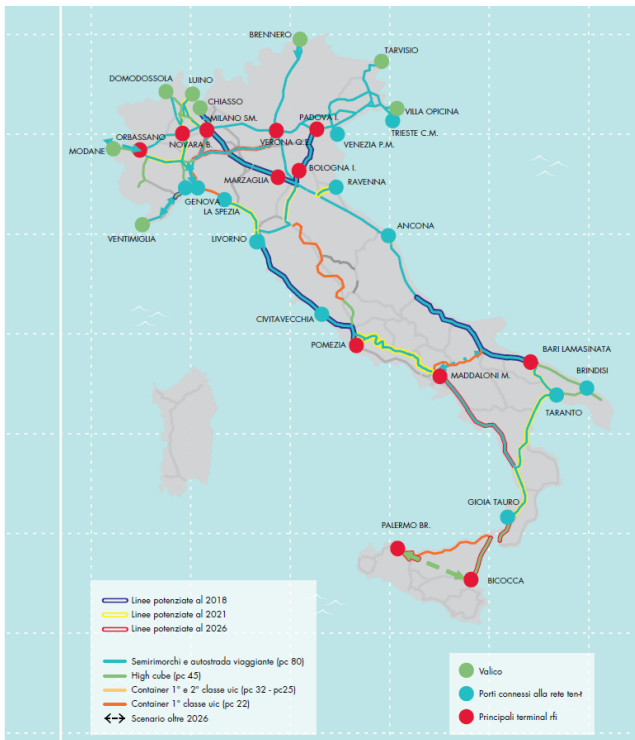 BRENNERO
TARVISIO
DOMODOSSOLA
LUINO
CHIASSO
MILANO SM.
PADOVA I.
VILLA OPICINA
ORBASSANO
NOVARA B.
VERONA Q.E.
VENEZIA P.M.
TRIESTE C.M.
MODANE
BOLOGNA I.
MARZAGLIA
RAVENNA
GENOVA
LA SPEZIA
VENTIMIGLIA
LIVORNO
ANCONA
CIVITAVECCHIA
POMEZIA
BARI LAMASINATA
MADDALONI M.
BRINDISI
TARANTO
GIOIA TAURO
PALERMO BR.
BICOCCA
Linee potenziate al 2018
Linee potenziate al 2021
Linee potenziate al 2026
Semirimorchi e autostrada viaggiante (pc 80)
High cube (pc 45)
Container 1° e 2° classe uic (pc 32 - pc25)
Container 1° classe uic (pc 22)
Scenario oltre 2026
Valico
Porti connessi alla rete ten-t
Principali terminal rfi